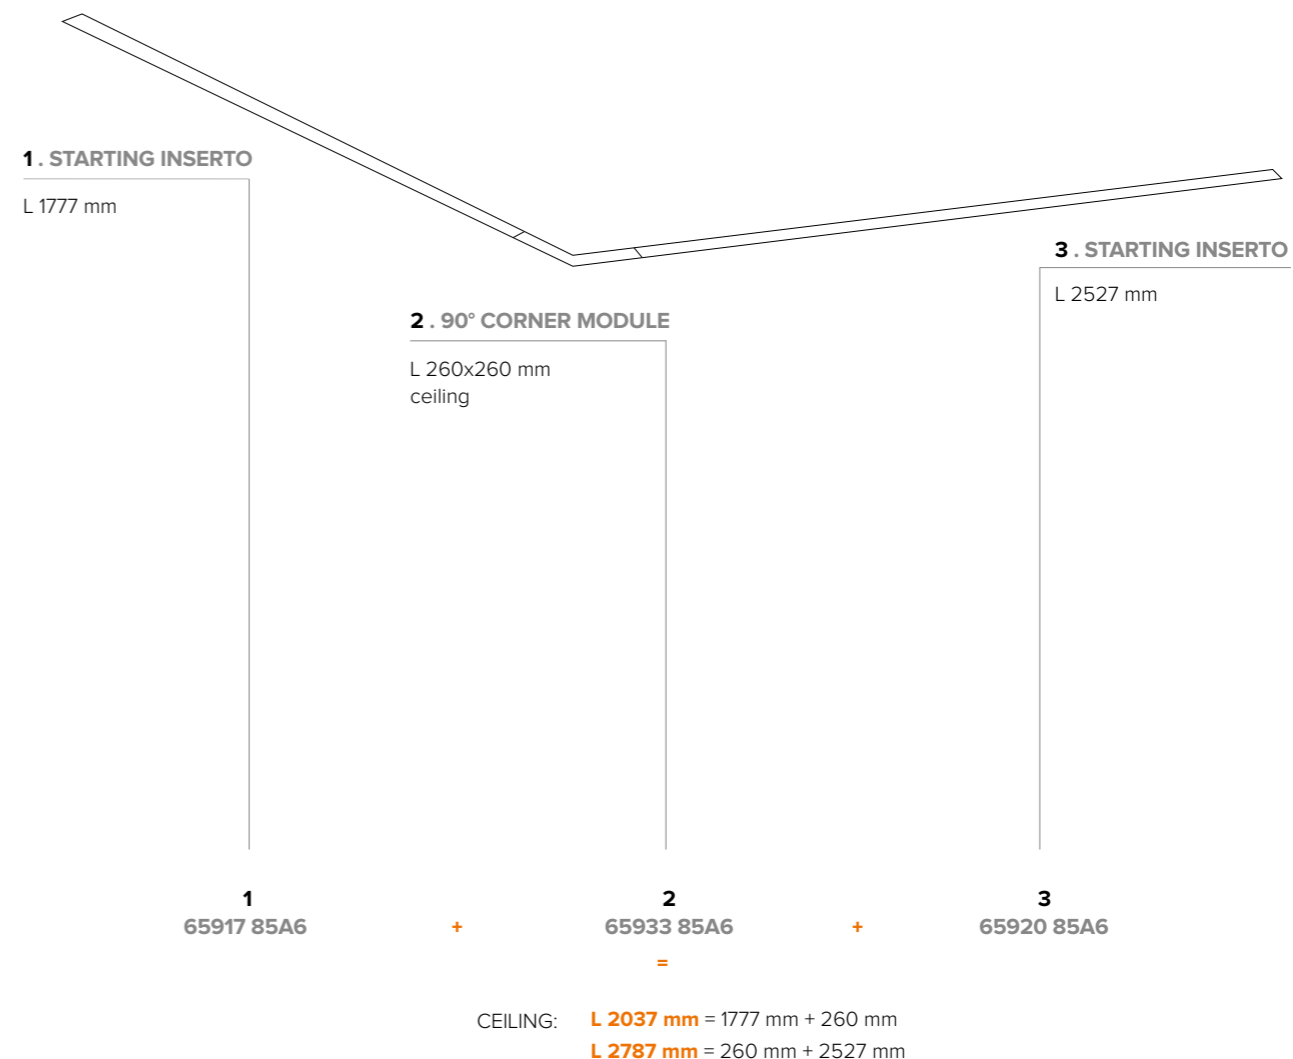 1 . STARTING INSERTO
L 1777 mm
3 . STARTING INSERTO
L 2527 mm
2 . 90° CORNER MODULE
L 260x260 mm
ceiling
1 2 3
65917 85A6 + 65933 85A6 + 65920 85A6
=
CEILING: L 2037 mm = 1777 mm + 260 mm
L 2787 mm = 260 mm + 2527 mm